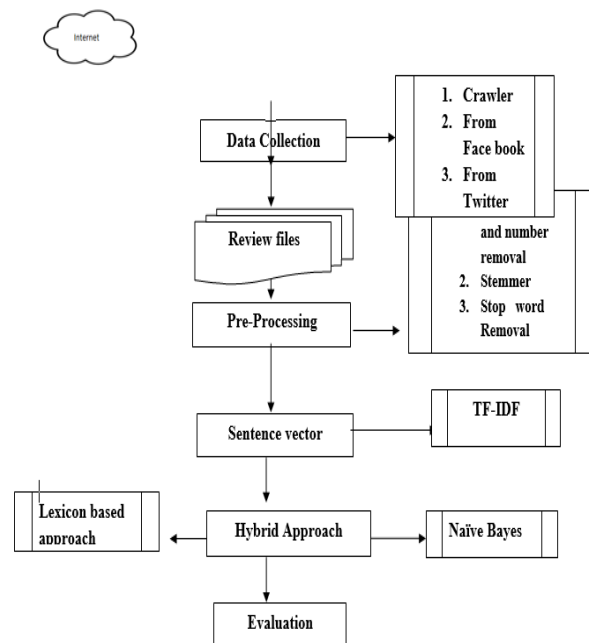 Internet
Data Collection
1. Crawler
2. From
Face book
3. From
Twitter
Review files
and number
removal
2. Stemmer
3. Stop word
Removal
Pre-Processing
Sentence vector
TF-IDF
Lexicon based
approach
Hybrid Approach
Naïve Bayes
Evaluation